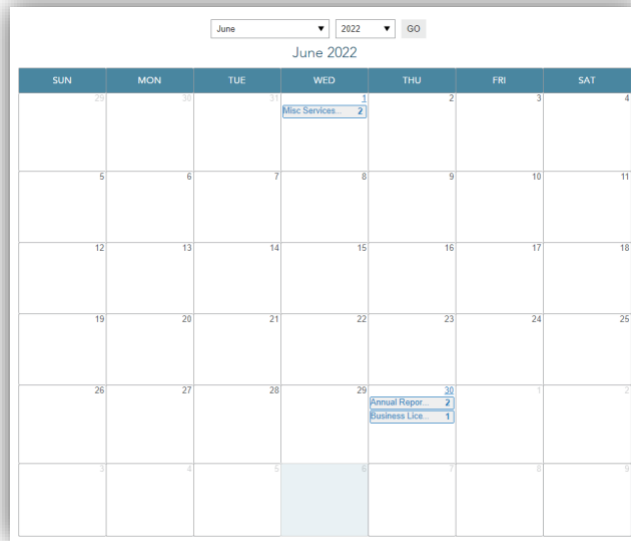 June 2022 GO
June 2022
SUN MON TUE WED THU FRI SAT
29 30 31 1 2 3 4
Misc Services... 2
5 6 7 8 9 10 11
12 13 14 15 16 17 18
19 20 21 22 23 24 25
26 27 28 29 30 1 2
Annual Repor... 2
Business Lice... 1
3 4 5 6 7 8 9